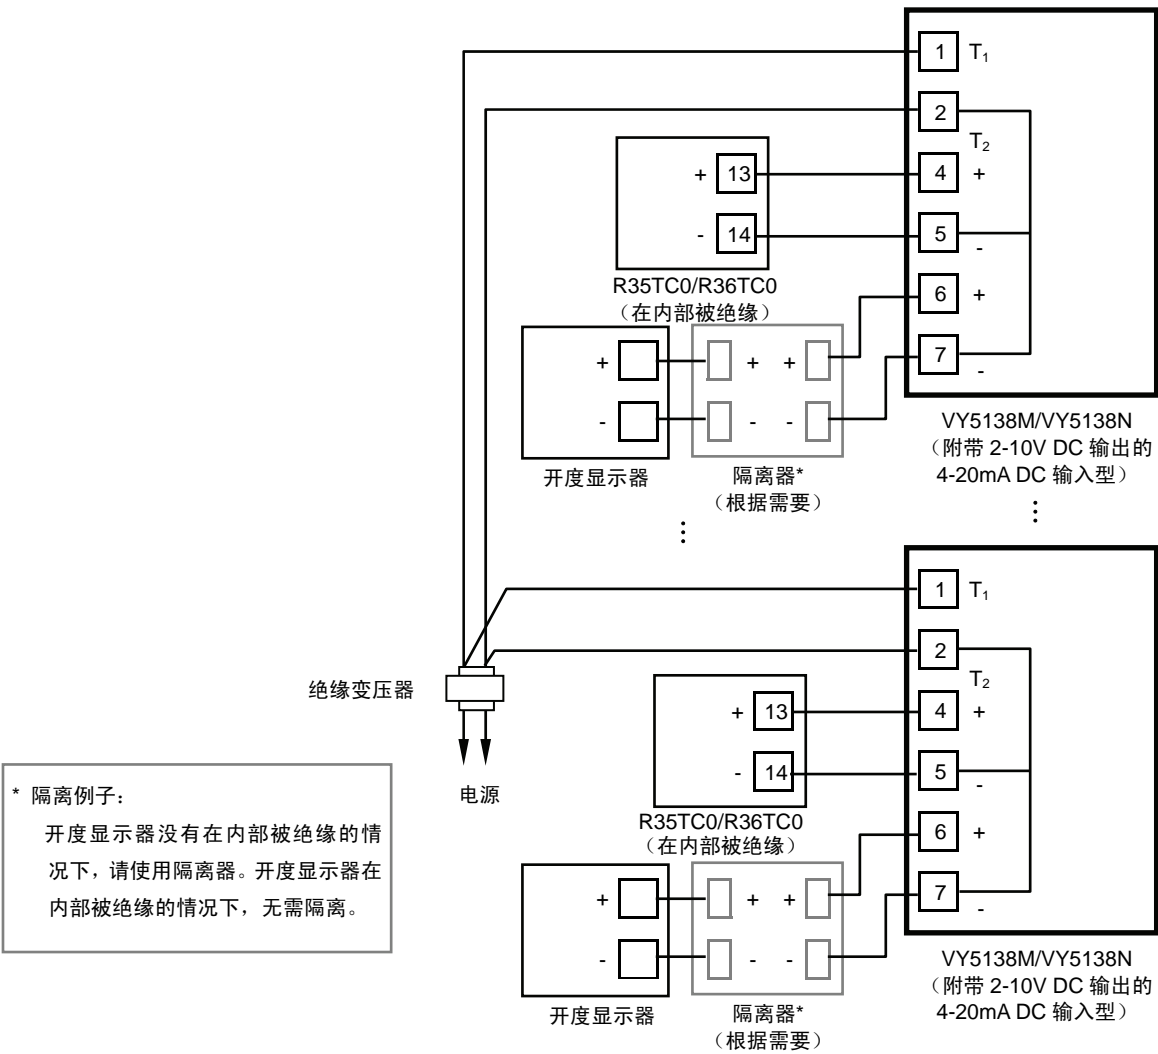 1 T₁
2
T₂
+ 13 4 +
- 14 5 -
R35TC0/R36TC0
（在内部被绝缘）
6 +
+ + + 7 -
- - -
VY5138M/VY5138N
（附带 2-10V DC 输出的
4-20mA DC 输入型）
开度显示器
隔离器*
（根据需要）
⋮
⋮
1 T₁
2
T₂
绝缘变压器
+ 13 4 +
- 14 5 -
电源
R35TC0/R36TC0
（在内部被绝缘）
6 +
+ + + 7 -
- - -
* 隔离例子：
开度显示器没有在内部被绝缘的情
况下，请使用隔离器。开度显示器在
内部被绝缘的情况下，无需隔离。
VY5138M/VY5138N
（附带 2-10V DC 输出的
4-20mA DC 输入型）
开度显示器
隔离器*
（根据需要）